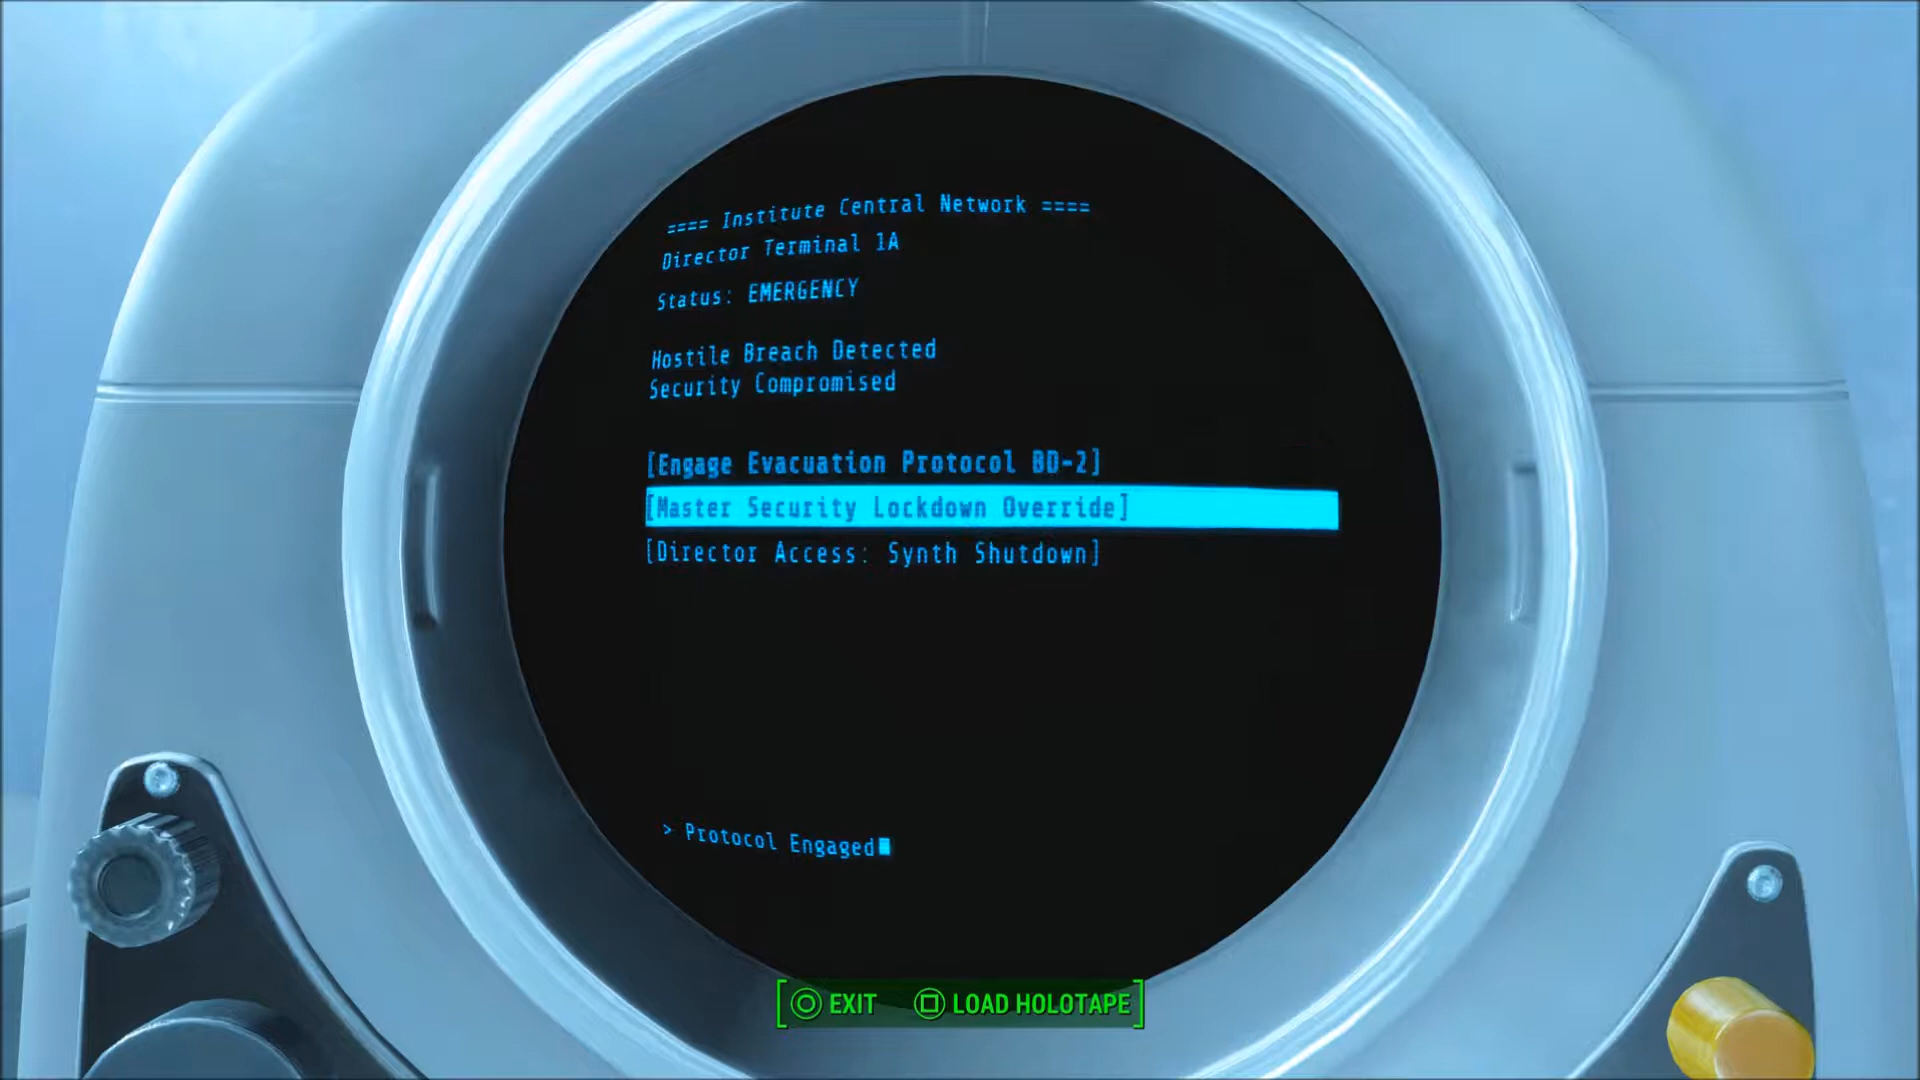 ==== Institute Central Network ====
Director Terminal 1A
Status: EMERGENCY
Hostile Breach Detected
Security Compromised
[Engage Evacuation Protocol BD-2]
[Master Security Lockdown Override]
[Director Access: Synth Shutdown]
> Protocol Engaged
[EXIT LOAD HOLOTAPE]